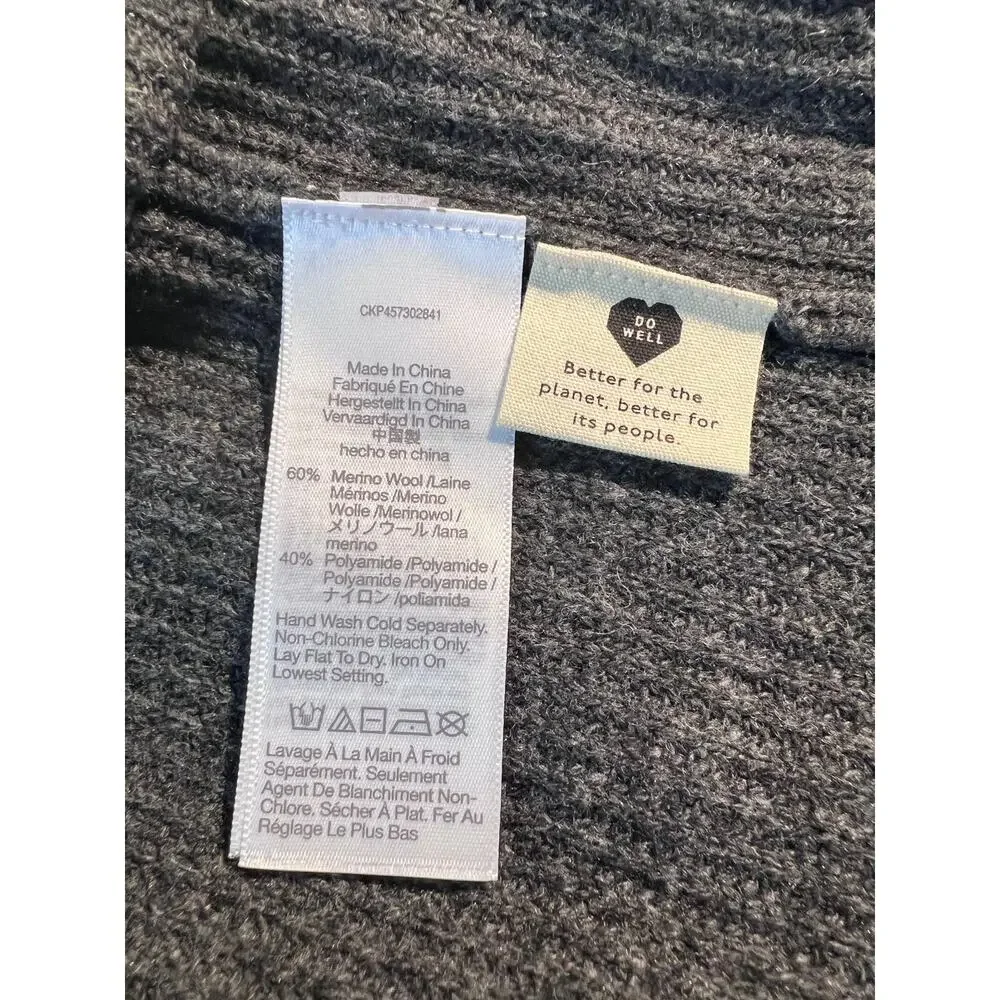 CKP457302841
Made In China
Fabriqué En Chine
Hergestellt In China
Vervaardigd In China
中国製
hecho en china
60% Merino Wool /Laine
Mérinos /Merino
Wolle /Merinowol /
メリノウール /lana
merino
40% Polyamide /Polyamide /
Polyamide /Polyamide /
ナイロン /poliamida
Hand Wash Cold Separately.
Non-Chlorine Bleach Only.
Lay Flat To Dry. Iron On
Lowest Setting.
Lavage À La Main À Froid
Séparément. Seulement
Agent De Blanchiment Non-
Chlore. Sécher À Plat. Fer Au
Réglage Le Plus Bas
DO
WELL
Better for the
planet, better for
its people.